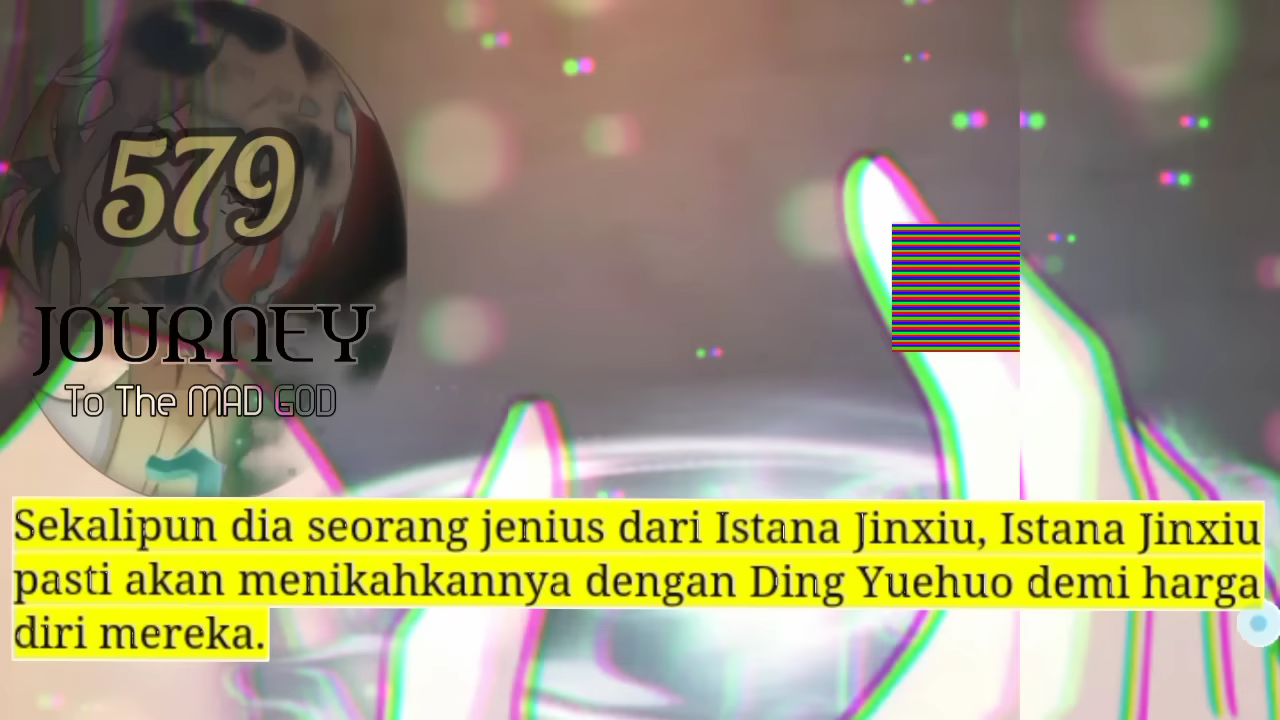 579
JOURNEY
To The MAD GOD
Sekalipun dia seorang jenius dari Istana Jinxiu, Istana Jinxiu
pasti akan menikahkannya dengan Ding Yuehuo demi harga
diri mereka.